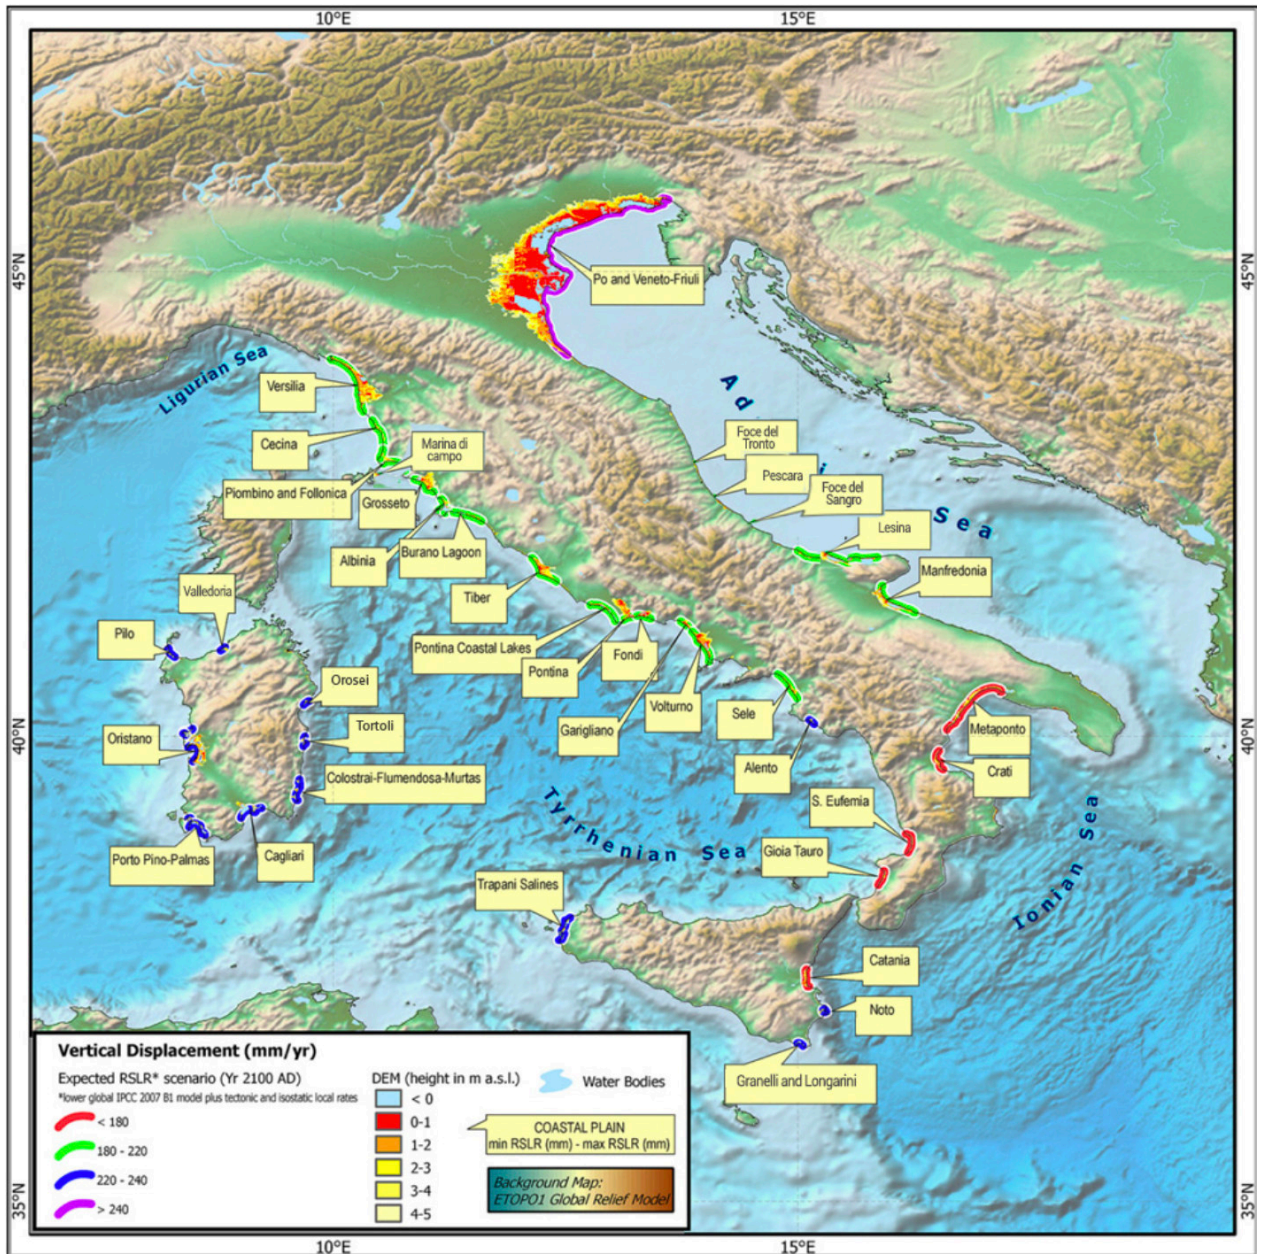 10°E
15°E
45°N
45°N
Po and Veneto-Friuli
Ligurian Sea
Versilia
Ad
i
Sea
Cecina
Marina di
campo
Foce del
Tronto
Piombino and Follonica
Grosseto
Pescara
Foce del
Sangro
Lesina
Albinia
Burano Lagoon
Manfredonia
Tiber
Valledoria
Pilo
Pontina Coastal Lakes
Pontina
Fondi
Orosei
Garigliano
Volturno
Sele
Metaponto
Oristano
Tortoli
40°N
40°N
Alento
Crati
Colostrai-Flumendosa-Murtas
S. Eufemia
Tyrrhenian Sea
Gioia Tauro
Ionian Sea
Porto Pino-Palmas
Cagliari
Trapani Salines
Catania
Noto
Granelli and Longarini
Vertical Displacement (mm/yr)
Expected RSLR* scenario (Yr 2100 AD)
*lower global IPCC 2007 B1 model plus tectonic and isostatic local rates
< 180
180 - 220
220 - 240
> 240
DEM (height in m a.s.l.)
< 0
0-1
1-2
2-3
3-4
4-5
Water Bodies
COASTAL PLAIN
min RSLR (mm) - max RSLR (mm)
Background Map:
ETOPO1 Global Relief Model
35°N
35°N
10°E
15°E